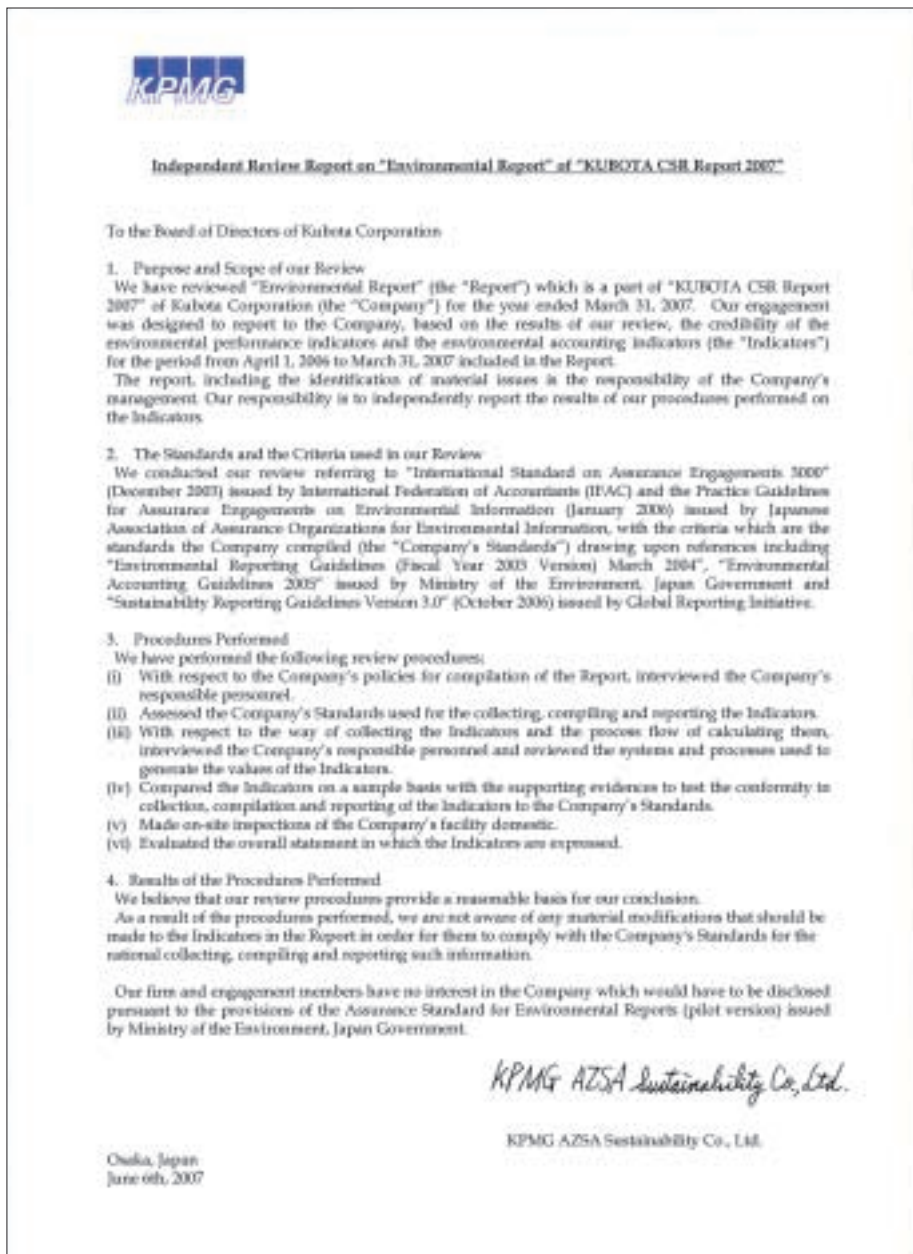 KPMG
Independent Review Report on "Environmental Report" of "KUBOTA CSR Report 2007"
To the Board of Directors of Kubota Corporation
1. Purpose and Scope of our Review
We have reviewed "Environmental Report" (the "Report") which is a part of "KUBOTA CSR Report
2007" of Kubota Corporation (the "Company") for the year ended March 31, 2007. Our engagement
was designed to report to the Company, based on the results of our review, the credibility of the
environmental performance indicators and the environmental accounting indicators (the "Indicators")
for the period from April 1, 2006 to March 31, 2007 included in the Report.
The report, including the identification of material issues is the responsibility of the Company's
management. Our responsibility is to independently report the results of our procedures performed on
the Indicators.
2. The Standards and the Criteria used in our Review
We conducted our review referring to "International Standard on Assurance Engagements 3000"
(December 2003) issued by International Federation of Accountants (IFAC) and the Practice Guidelines
for Assurance Engagements on Environmental Information (January 2006) issued by Japanese
Association of Assurance Organizations for Environmental Information, with the criteria which are the
standards the Company compiled (the "Company's Standards") drawing upon references including
"Environmental Reporting Guidelines (Fiscal Year 2003 Version) March 2004", "Environmental
Accounting Guidelines 2005" issued by Ministry of the Environment, Japan Government and
"Sustainability Reporting Guidelines Version 3.0" (October 2006) issued by Global Reporting Initiative.
3. Procedures Performed
We have performed the following review procedures:
(i) With respect to the Company's policies for compilation of the Report, interviewed the Company's
responsible personnel.
(ii) Assessed the Company's Standards used for the collecting, compiling and reporting the Indicators.
(iii) With respect to the way of collecting the Indicators and the process flow of calculating them,
interviewed the Company's responsible personnel and reviewed the systems and processes used to
generate the values of the Indicators.
(iv) Compared the Indicators on a sample basis with the supporting evidences to test the conformity in
collection, compilation and reporting of the Indicators to the Company's Standards.
(v) Made on-site inspections of the Company's facility domestic.
(vi) Evaluated the overall statement in which the Indicators are expressed.
4. Results of the Procedures Performed
We believe that our review procedures provide a reasonable basis for our conclusion.
As a result of the procedures performed, we are not aware of any material modifications that should be
made to the Indicators in the Report in order for them to comply with the Company's Standards for the
rational collecting, compiling and reporting such information.
Our firm and engagement members have no interest in the Company which would have to be disclosed
pursuant to the provisions of the Assurance Standard for Environmental Reports (pilot version) issued
by Ministry of the Environment, Japan Government.
KPMG AZSA Sustainability Co., Ltd.
KPMG AZSA Sustainability Co., Ltd.
Osaka, Japan
June 6th, 2007